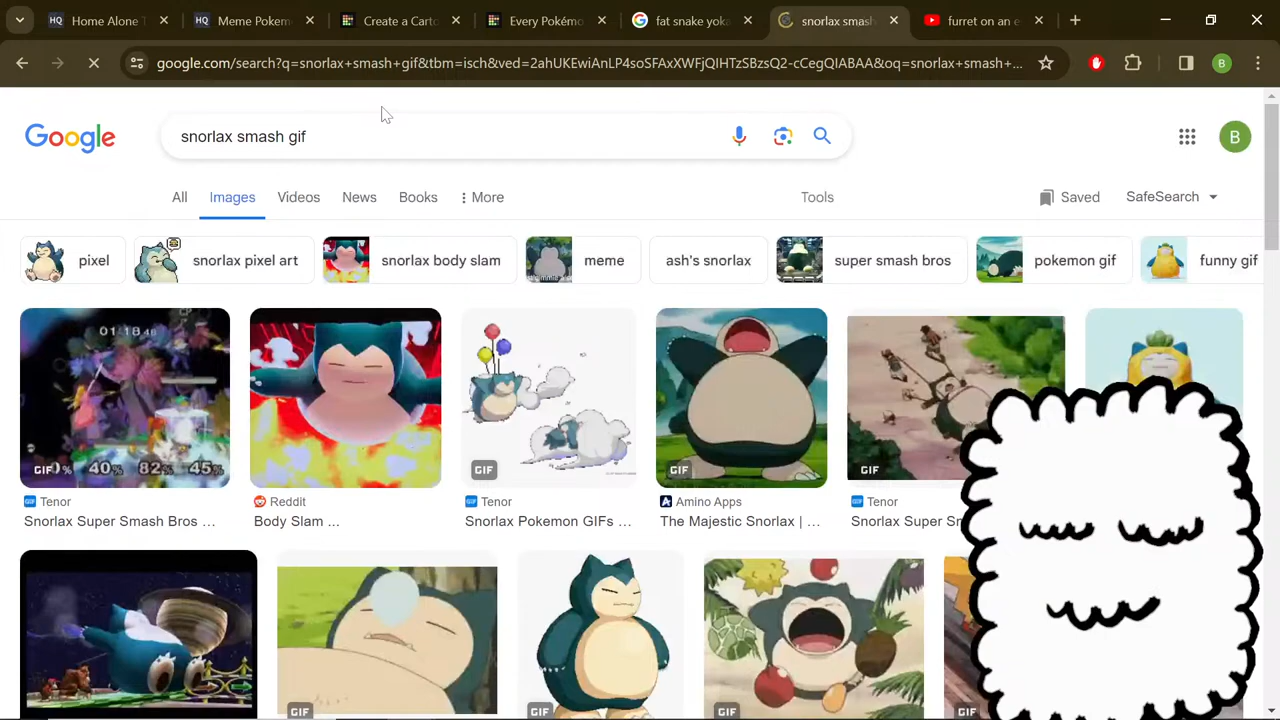 Home Alone T
Meme Pokem
Create a Carto
Every Pokémo
fat snake yoka
snorlax smash
furret on an e
google.com/search?q=snorlax+smash+gif&tbm=isch&ved=2ahUKEwiAnLP4soSFAxXWFjQIHTzSBzsQ2-cCegQIABAA&oq=snorlax+smash+...
B
Google
snorlax smash gif
B
All
Images
Videos
News
Books
More
Tools
Saved
SafeSearch
pixel
snorlax pixel art
snorlax body slam
meme
ash's snorlax
super smash bros
pokemon gif
funny gif
01·18.46
GIF
40%
82%
45%
GIF
GIF
GIF
Tenor
Snorlax Super Smash Bros ...
Reddit
Body Slam ...
Tenor
Snorlax Pokemon GIFs ...
Amino Apps
The Majestic Snorlax | ...
Tenor
Snorlax Super Sr
GIF
GIF
GIF
GIF